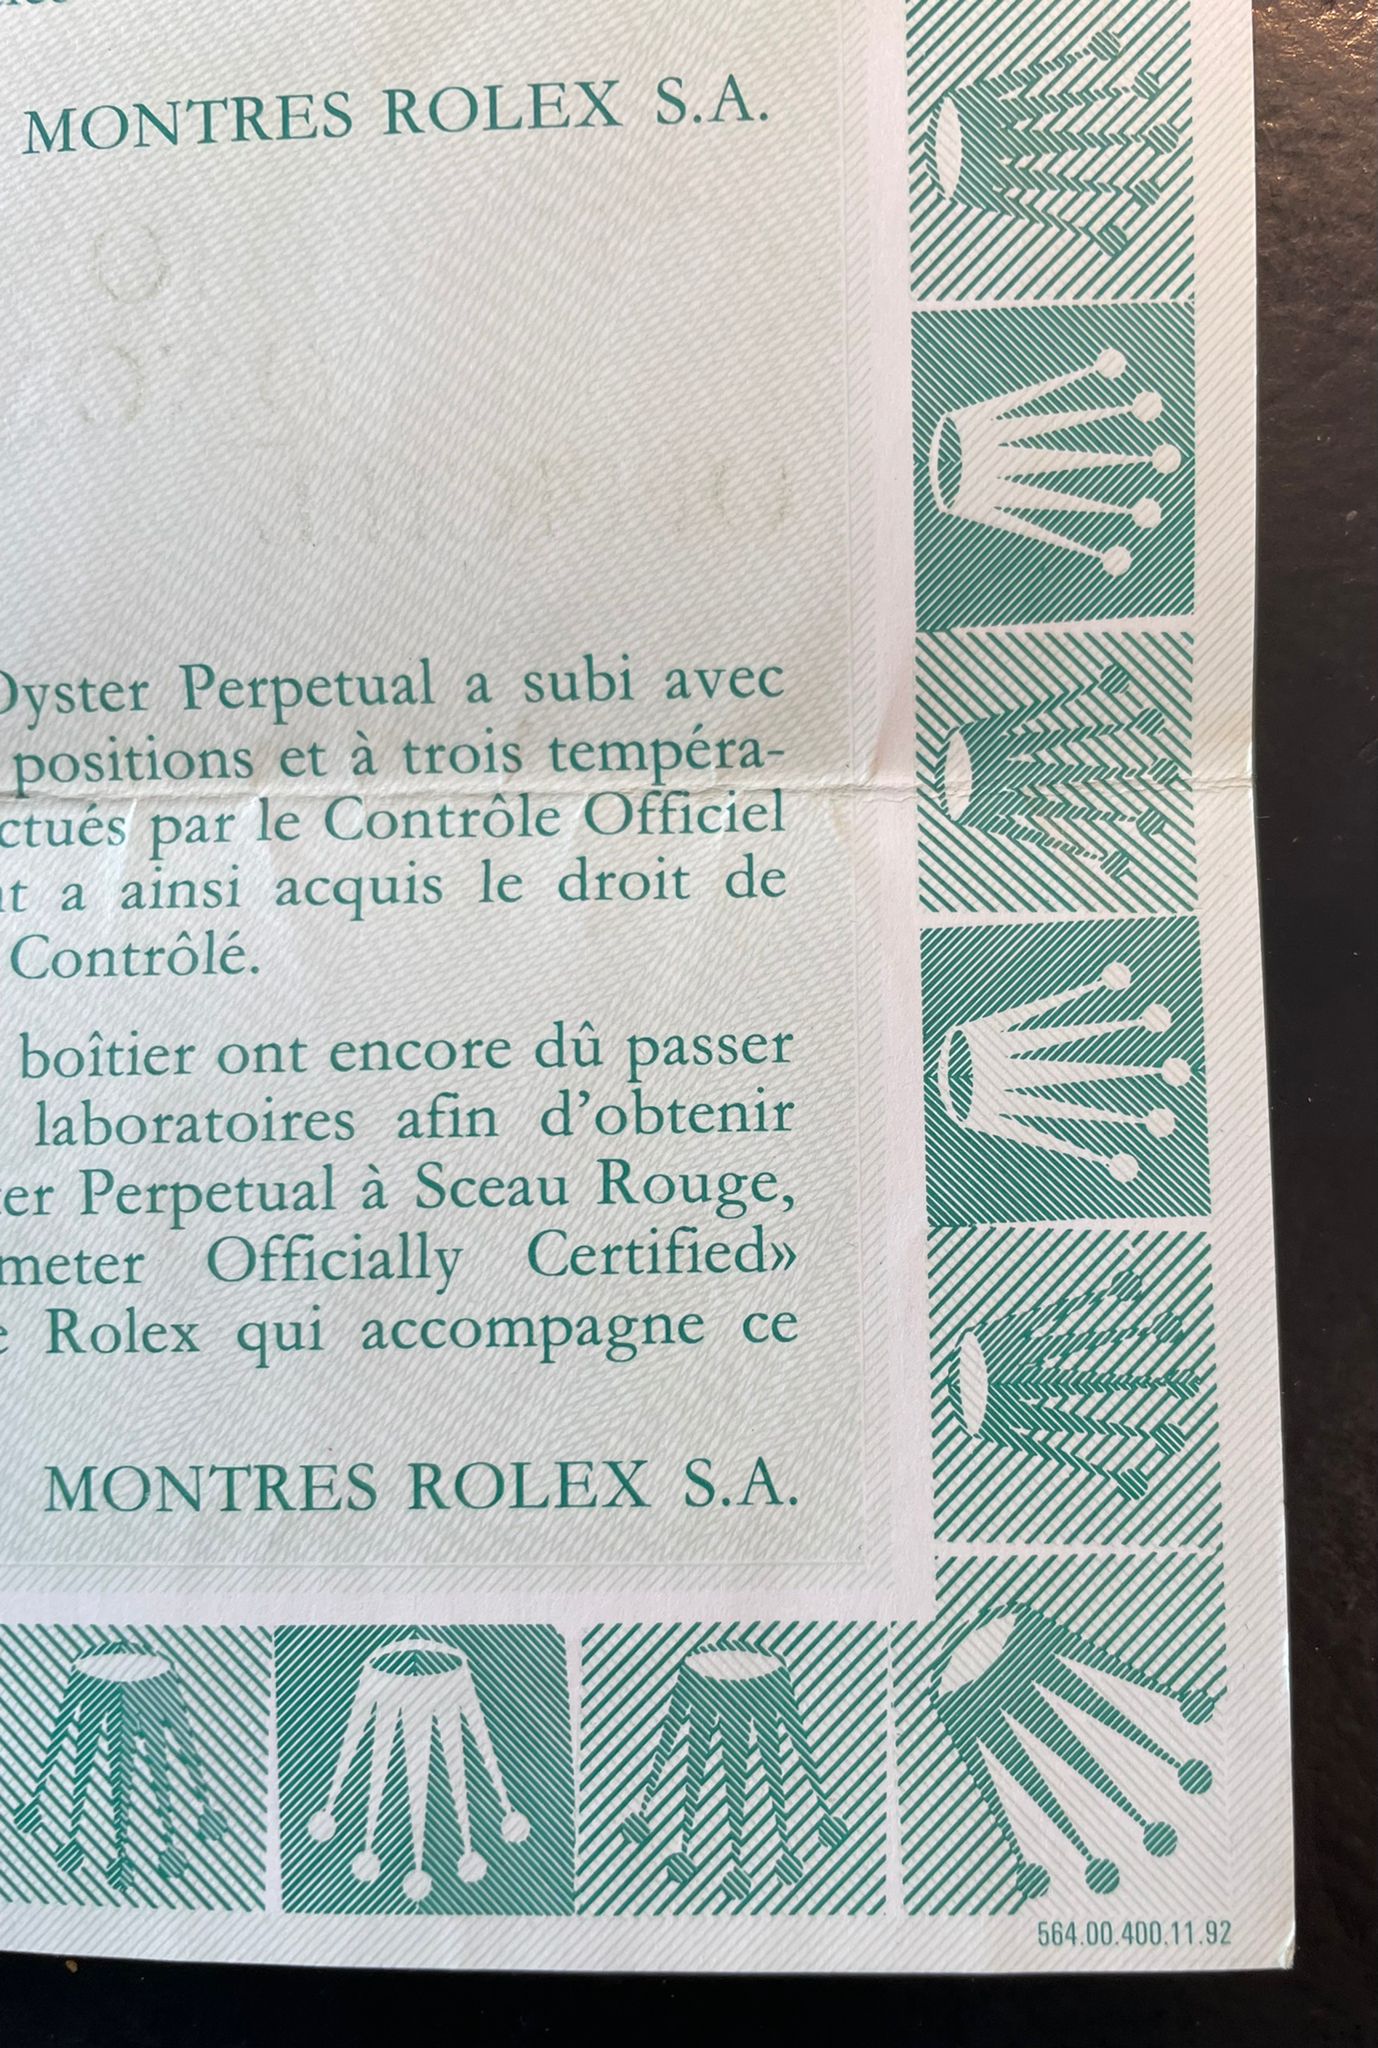 MONTRES ROLEX S.A.
Oyster Perpetual a subi avec
positions et à trois tempéra-
ctués par le Contrôle Officiel
nt a ainsi acquis le droit de
Contrôlé.
boîtier ont encore dû passer
laboratoires afin d'obtenir
ter Perpetual à Sceau Rouge,
meter Officially Certified»
e Rolex qui accompagne ce
MONTRES ROLEX S.A.
564.00.400.11.92